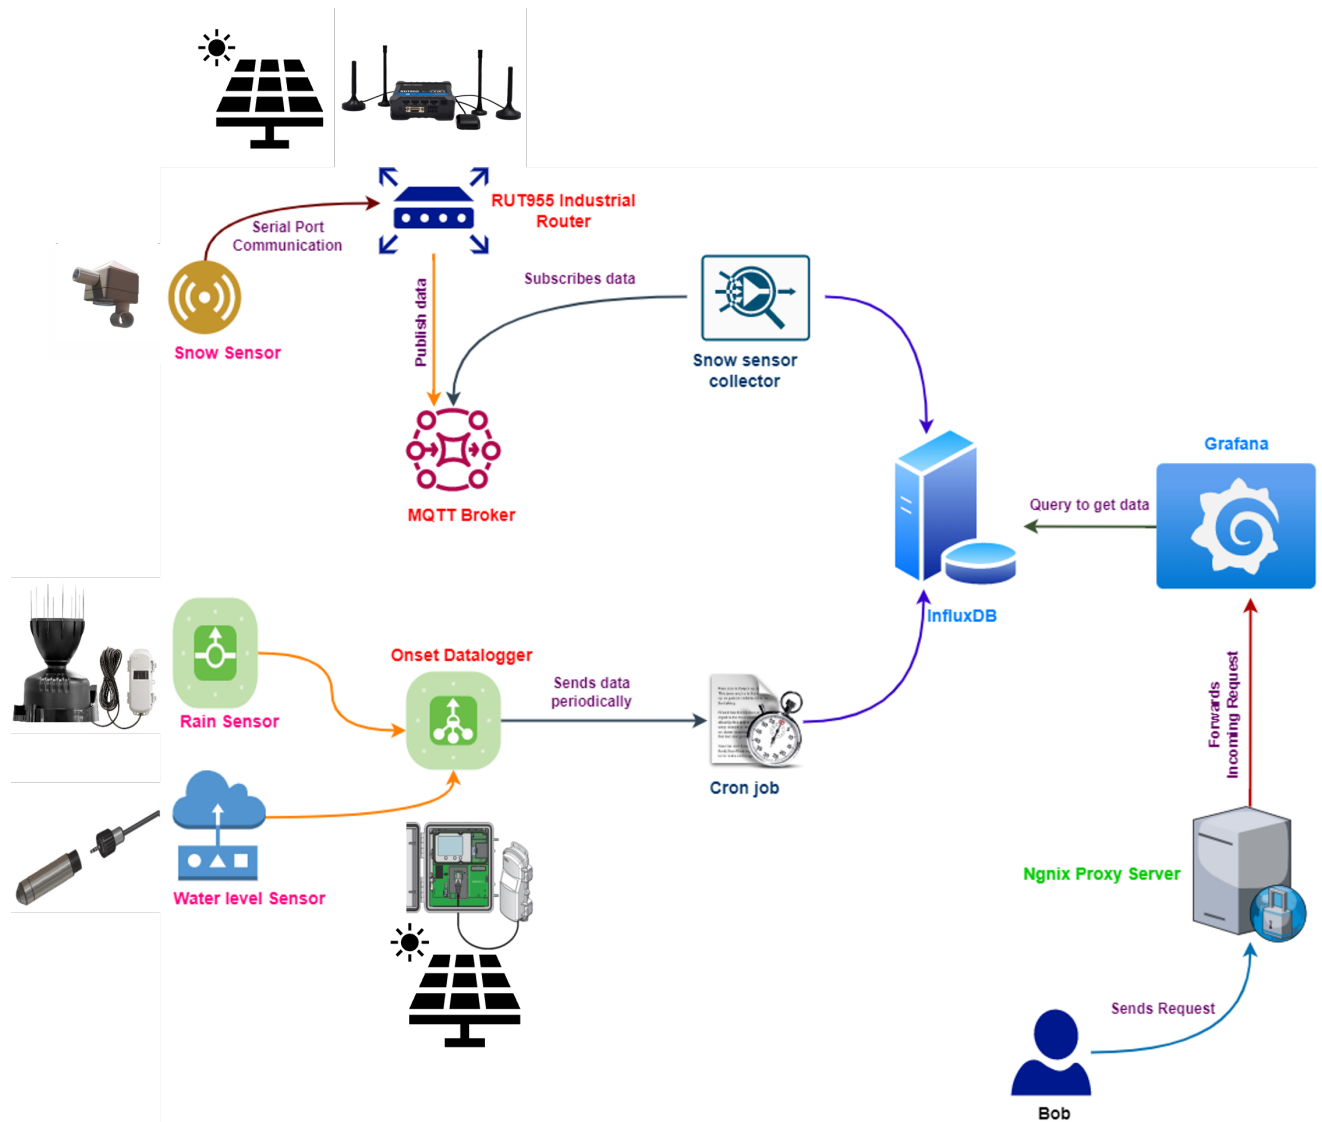 RUT955 Industrial
Router
Serial Port
Communication
Snow Sensor
Publish data
Subscribes data
Snow sensor
collector
MQTT Broker
Grafana
Query to get data
InfluxDB
Rain Sensor
Onset Datalogger
Sends data
periodically
Cron job
Water level Sensor
Forwards
Incoming Request
Ngnix Proxy Server
Sends Request
Bob